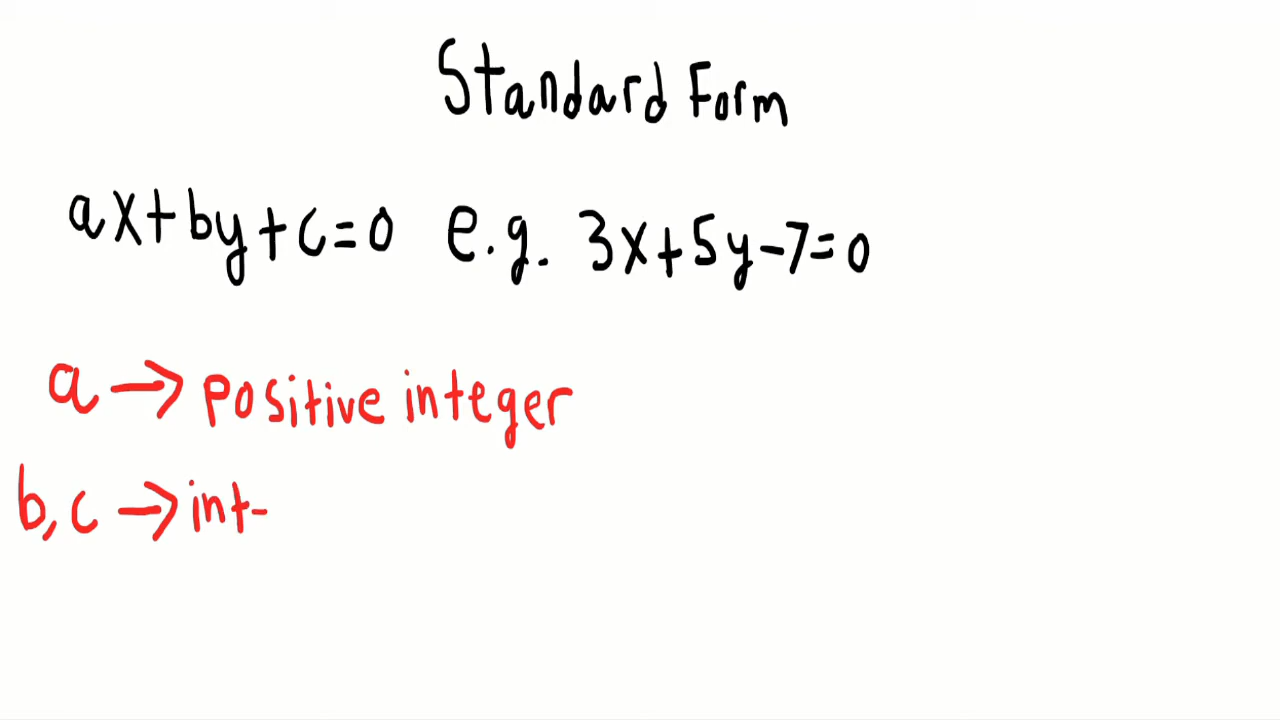 Standard Form
ax+by+c=0 e.g. 3x+5y-7=0
a → positive integer
b, c → int-